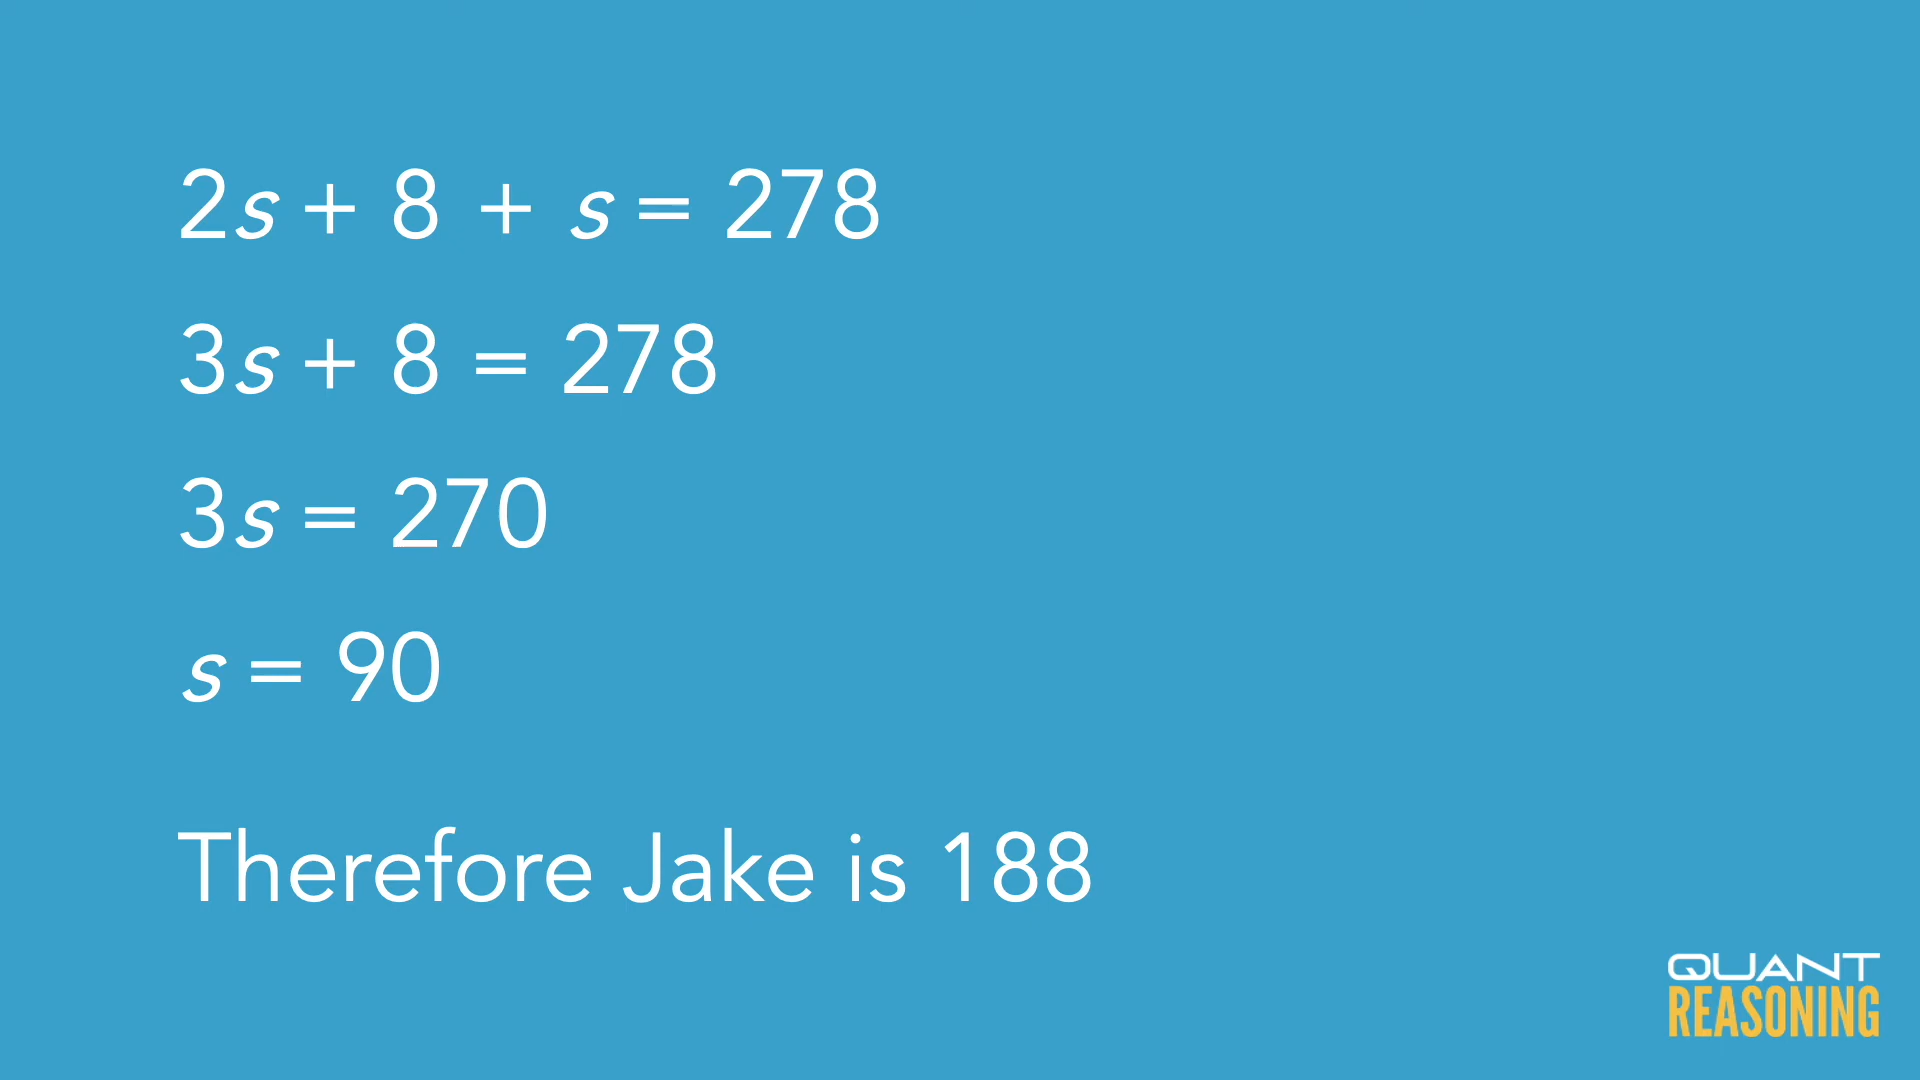 2s + 8 + s = 278
3s + 8 = 278
3s = 270
s = 90
Therefore Jake is 188
QUANT
REASONING